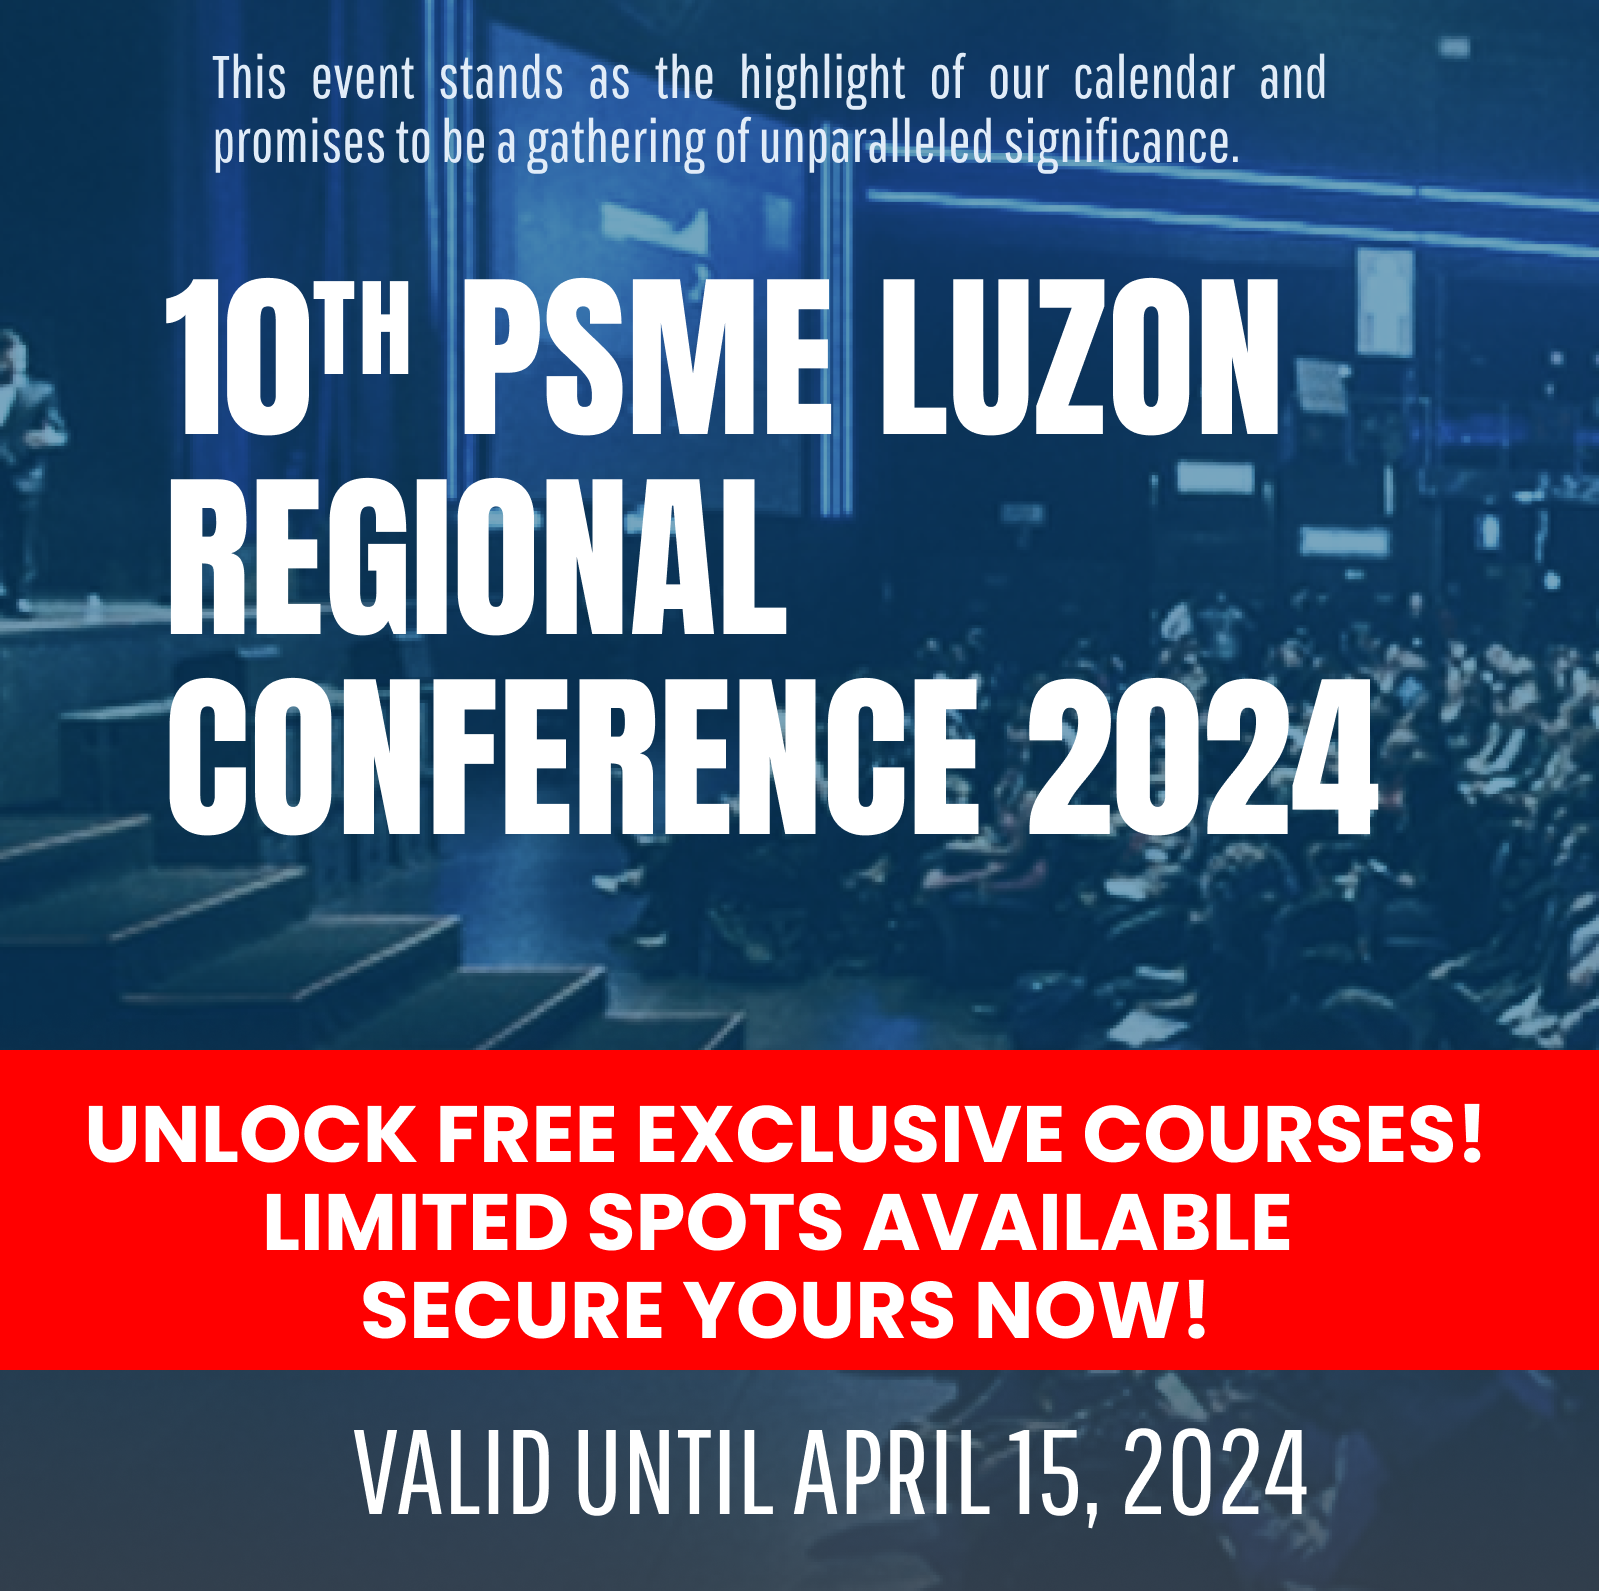 This event stands as the highlight of our calendar and
promises to be a gathering of unparalleled significance.
10TH PSME LUZON
REGIONAL
CONFERENCE 2024
UNLOCK FREE EXCLUSIVE COURSES!
LIMITED SPOTS AVAILABLE
SECURE YOURS NOW!
VALID UNTIL APRIL 15, 2024